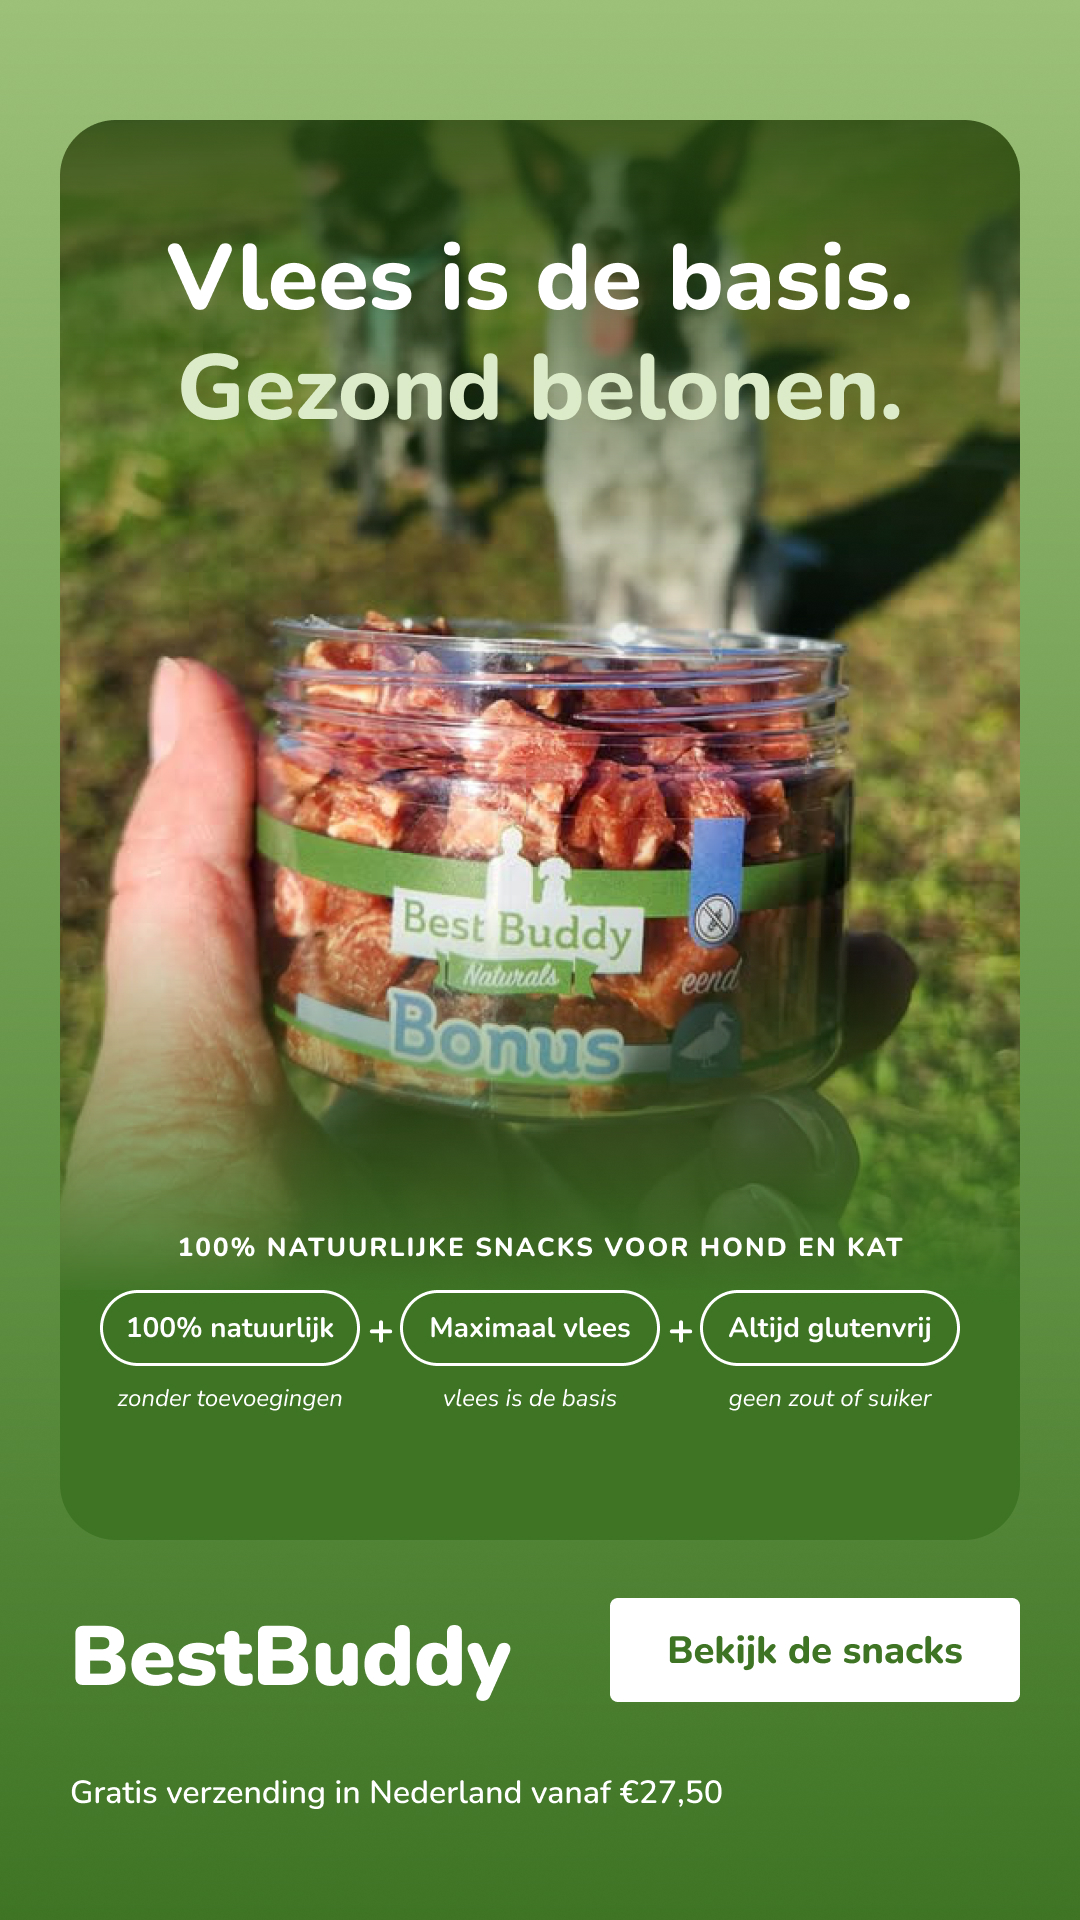 Vlees is de basis.
Gezond belonen.
Best Buddy
Naturals
eend
Bonus
100% NATUURLIJKE SNACKS VOOR HOND EN KAT
100% natuurlijk + Maximaal vlees + Altijd glutenvrij
zonder toevoegingen vlees is de basis geen zout of suiker
BestBuddy
Bekijk de snacks
Gratis verzending in Nederland vanaf €27,50